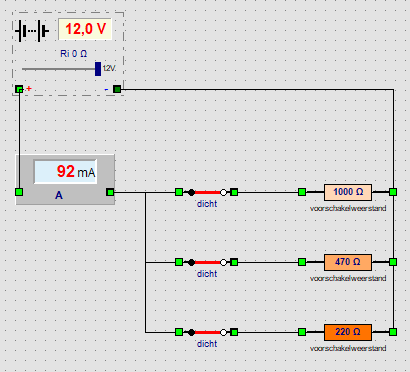 12,0 V
Ri 0 Ω
12V
+ -
92 mA
A
dicht
1000 Ω
voorschakelweerstand
dicht
470 Ω
voorschakelweerstand
dicht
220 Ω
voorschakelweerstand